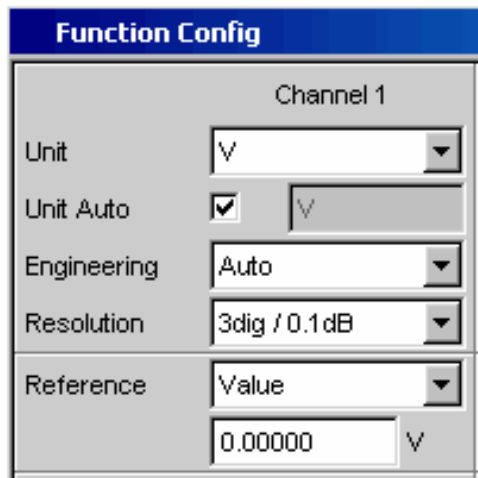 Function Config
Channel 1
Unit V
Unit Auto V
Engineering Auto
Resolution 3dig / 0.1dB
Reference Value
0.00000 V